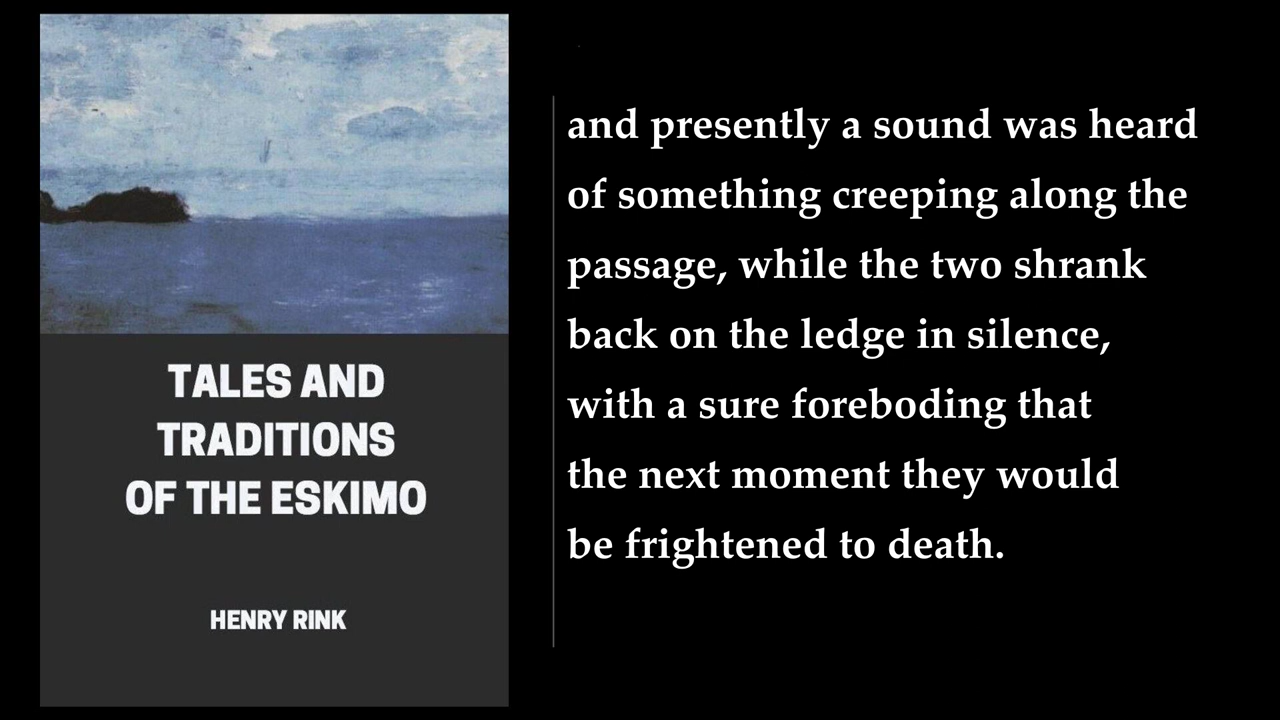 TALES AND
TRADITIONS
OF THE ESKIMO
HENRY RINK
and presently a sound was heard
of something creeping along the
passage, while the two shrank
back on the ledge in silence,
with a sure foreboding that
the next moment they would
be frightened to death.